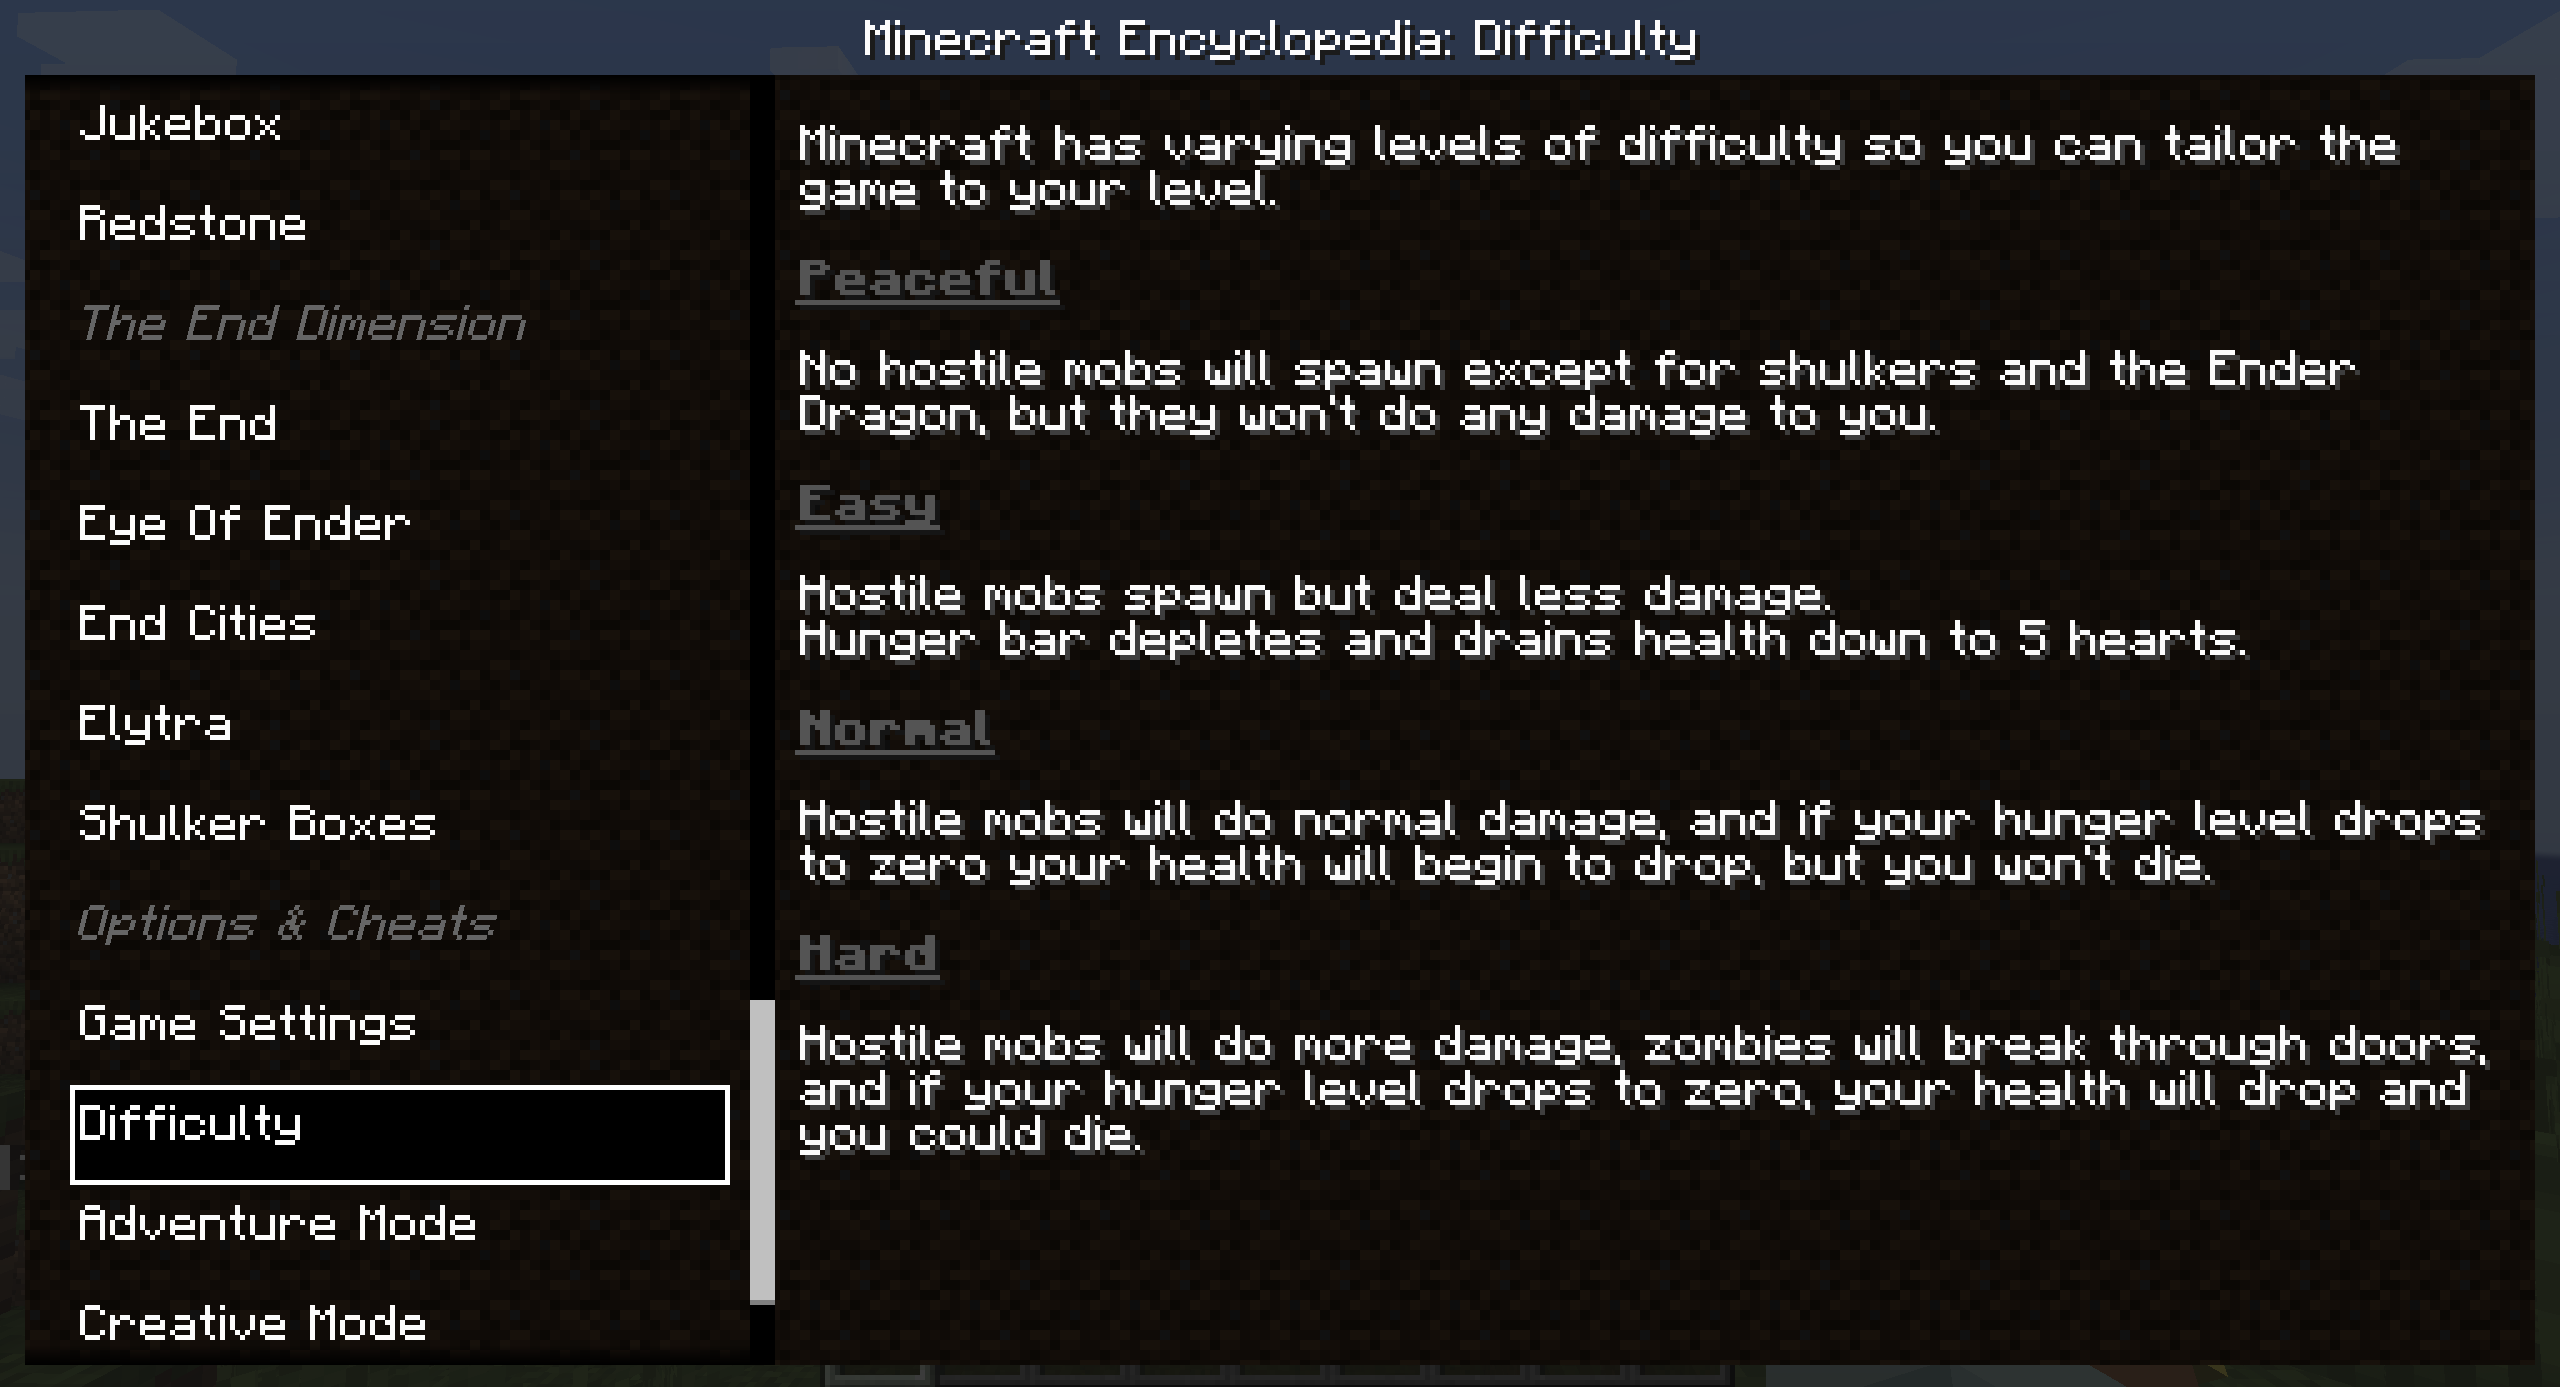 Minecraft Encyclopedia: Difficulty
Jukebox
Redstone
The End Dimension
The End
Eye Of Ender
End Cities
Elytra
Shulker Boxes
Options & Cheats
Game Settings
Difficulty
Adventure Mode
Creative Mode
Minecraft has varying levels of difficulty so you can tailor the
game to your level.
Peaceful
No hostile mobs will spawn except for shulkers and the Ender
Dragon, but they won't do any damage to you.
Easy
Hostile mobs spawn but deal less damage.
Hunger bar depletes and drains health down to 5 hearts.
Normal
Hostile mobs will do normal damage, and if your hunger level drops
to zero your health will begin to drop, but you won't die.
Hard
Hostile mobs will do more damage, zombies will break through doors,
and if your hunger level drops to zero, your health will drop and
you could die.